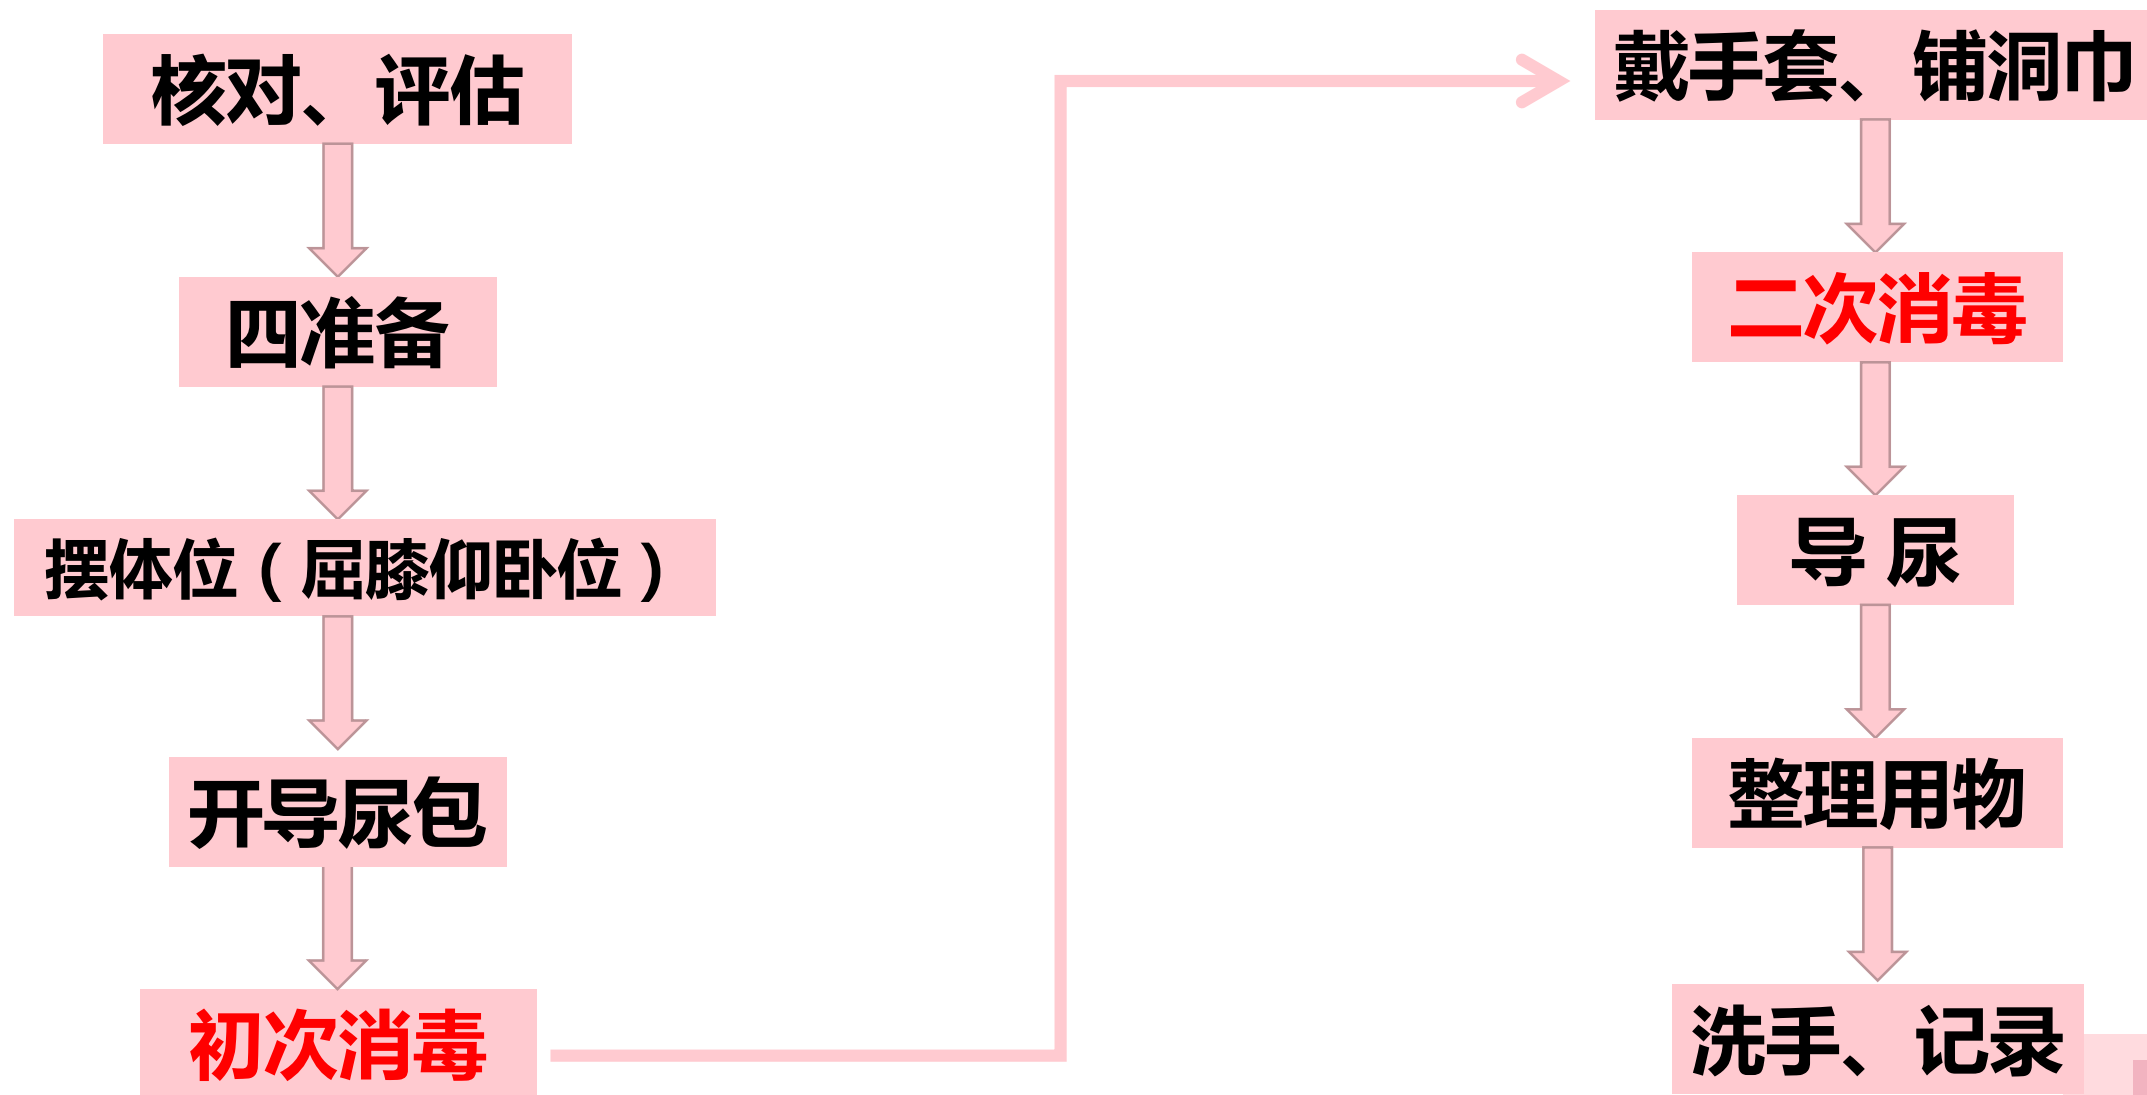 核对、评估
四准备
摆体位（屈膝仰卧位）
开导尿包
初次消毒
戴手套、铺洞巾
二次消毒
导 尿
整理用物
洗手、记录